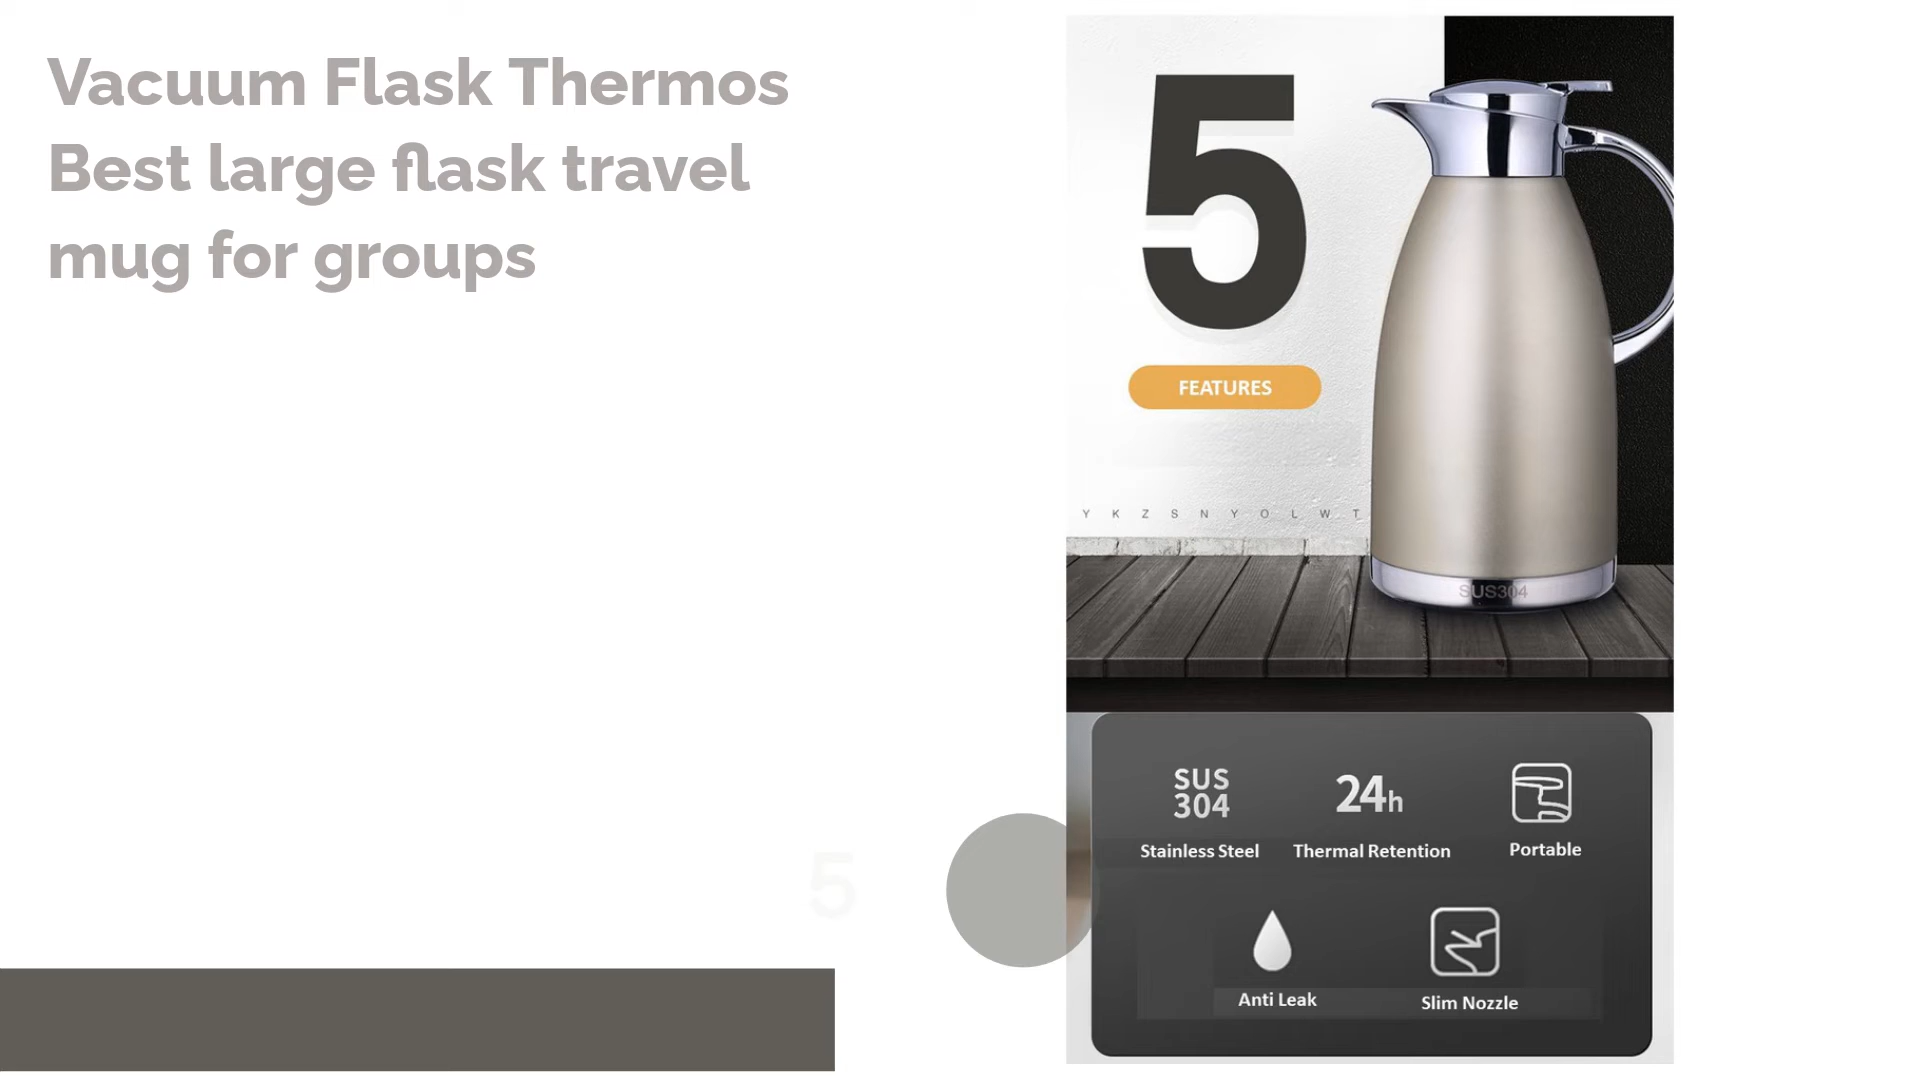 Vacuum Flask Thermos
Best large flask travel
mug for groups
5
FEATURES
Y K Z S N Y O L W T
SUS304
SUS
304
Stainless Steel
24h
Thermal Retention
Portable
Anti Leak
Slim Nozzle
5